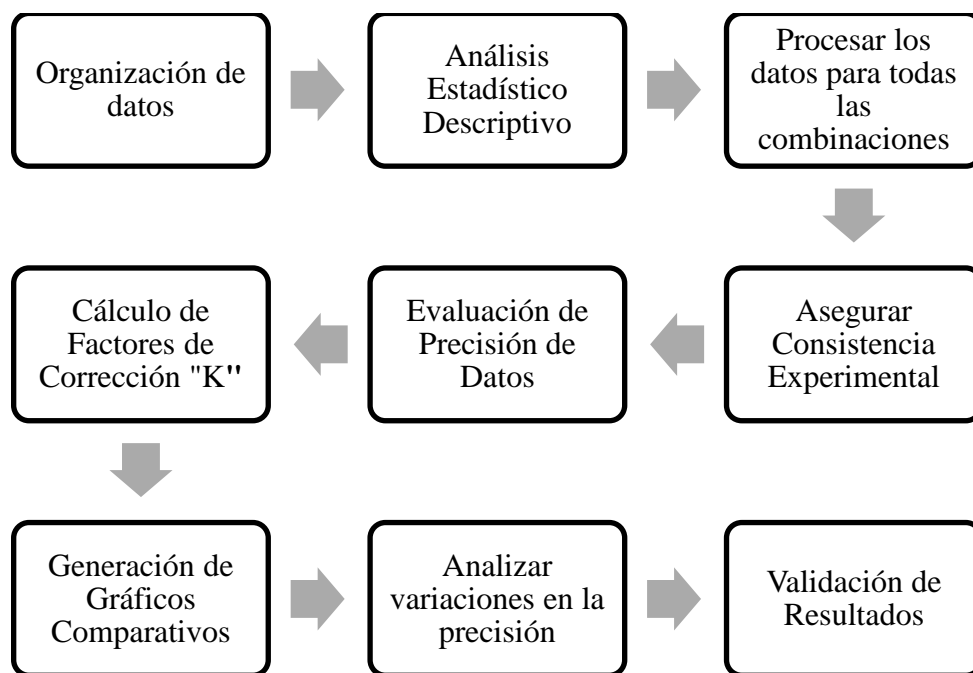 Organización de
datos
Análisis
Estadístico
Descriptivo
Procesar los
datos para todas
las
combinaciones
Asegurar
Consistencia
Experimental
Evaluación de
Precisión de
Datos
Cálculo de
Factores de
Corrección "K"
Generación de
Gráficos
Comparativos
Analizar
variaciones en la
precisión
Validación de
Resultados